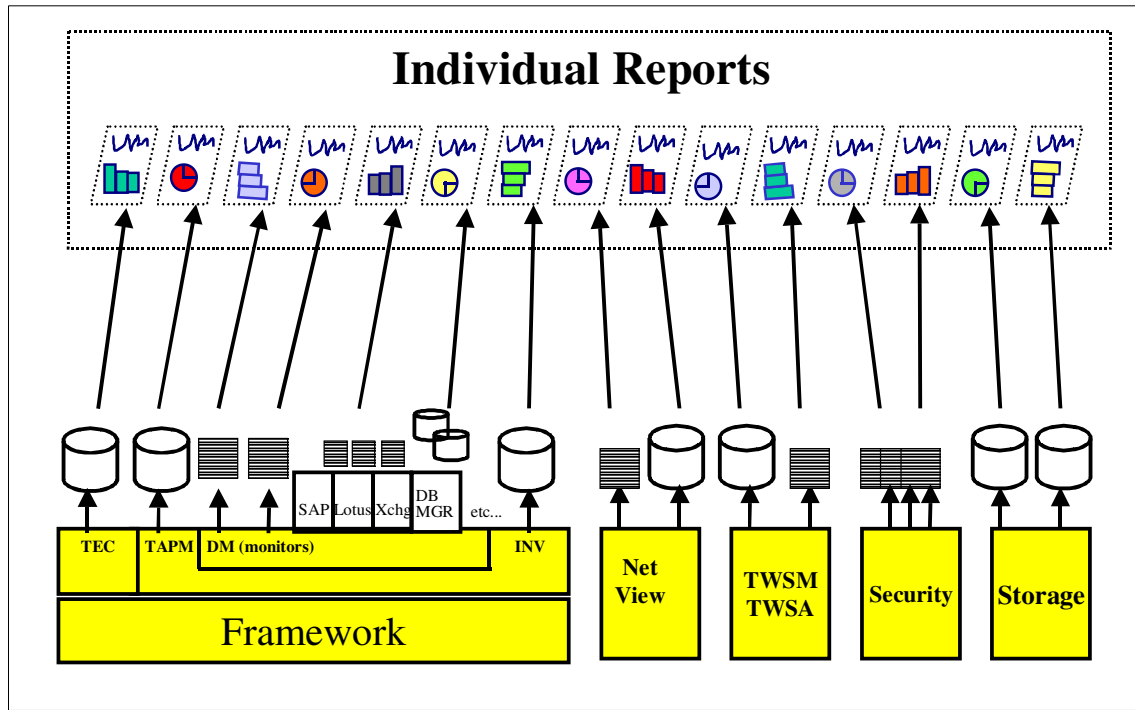 Individual Reports
SAP
Lotus
Xchg
DB
MGR
etc...
TEC
TAPM
DM (monitors)
INV
Framework
Net
View
TWSM
TWSA
Security
Storage